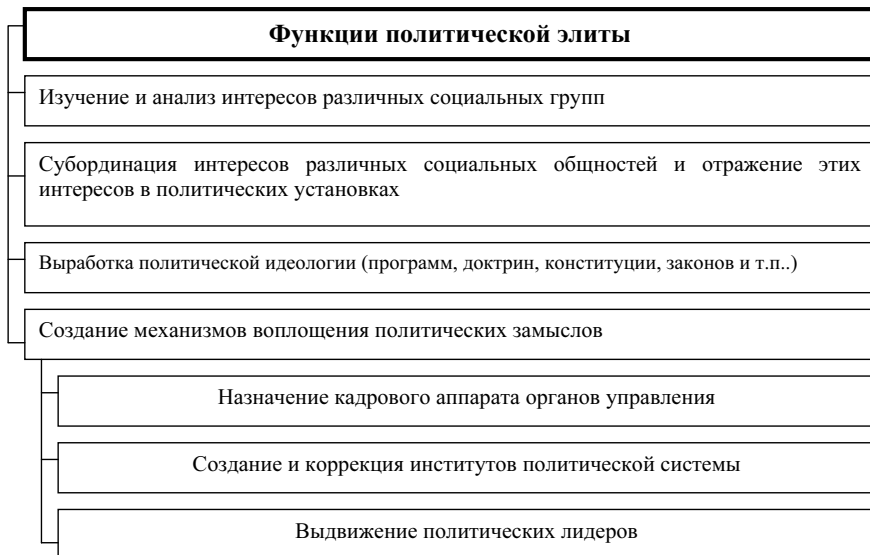 Функции политической элиты
Изучение и анализ интересов различных социальных групп
Субординация интересов различных социальных общностей и отражение этих
интересов в политических установках
Выработка политической идеологии (программ, доктрин, конституции, законов и т.п..)
Создание механизмов воплощения политических замыслов
Назначение кадрового аппарата органов управления
Создание и коррекция институтов политической системы
Выдвижение политических лидеров